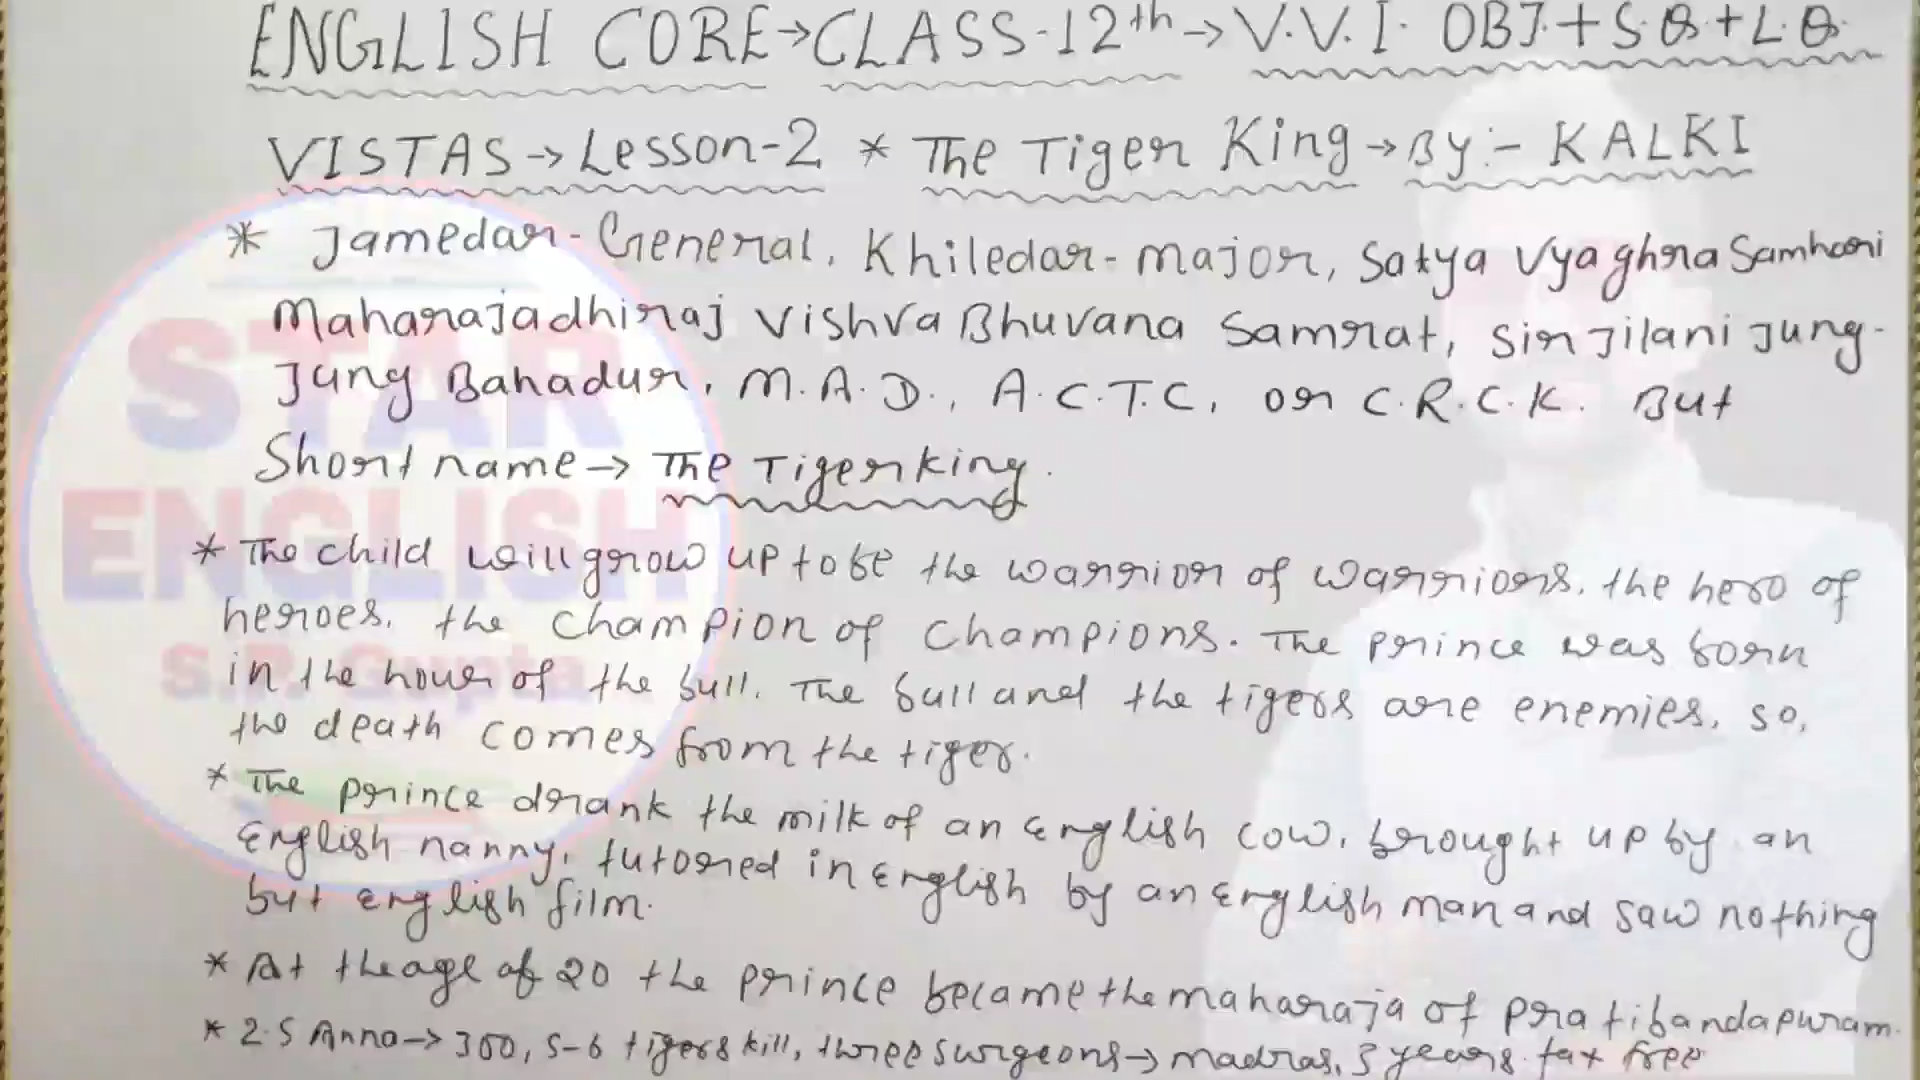 ENGLISH CORE→CLASS-12th→V.V.I. OBJ.+S.Q.+L.Q.
VISTAS→Lesson-2 * The Tiger King→By:- KALKI
* Jamedar-General, Khiledar-major, Satya Vyaghra Samhari
Maharajadhiraj Vishva Bhuvana Samrat, Sir Jilani Jung-
Jung Bahadur, M.A.D., A.C.T.C, or C.R.C.K. But
Short name→ The Tiger king.
* The child will grow up to be the warrior of warriors, the hero of
heroes, the champion of champions. The prince was born
in the hour of the bull. The bull and the tigers are enemies, so,
the death comes from the tiger.
* The prince drank the milk of an English cow, brought up by an
English nanny, tutored in English by an English man and saw nothing
but english film.
* At the age of 20 the prince became the maharaja of pratibandapuram.
* 2.5 Anna→ 300, 5-6 tigers kill, three surgeons→ madras, 3 years tax free
STAR
ENGLISH
S.R. Gupta